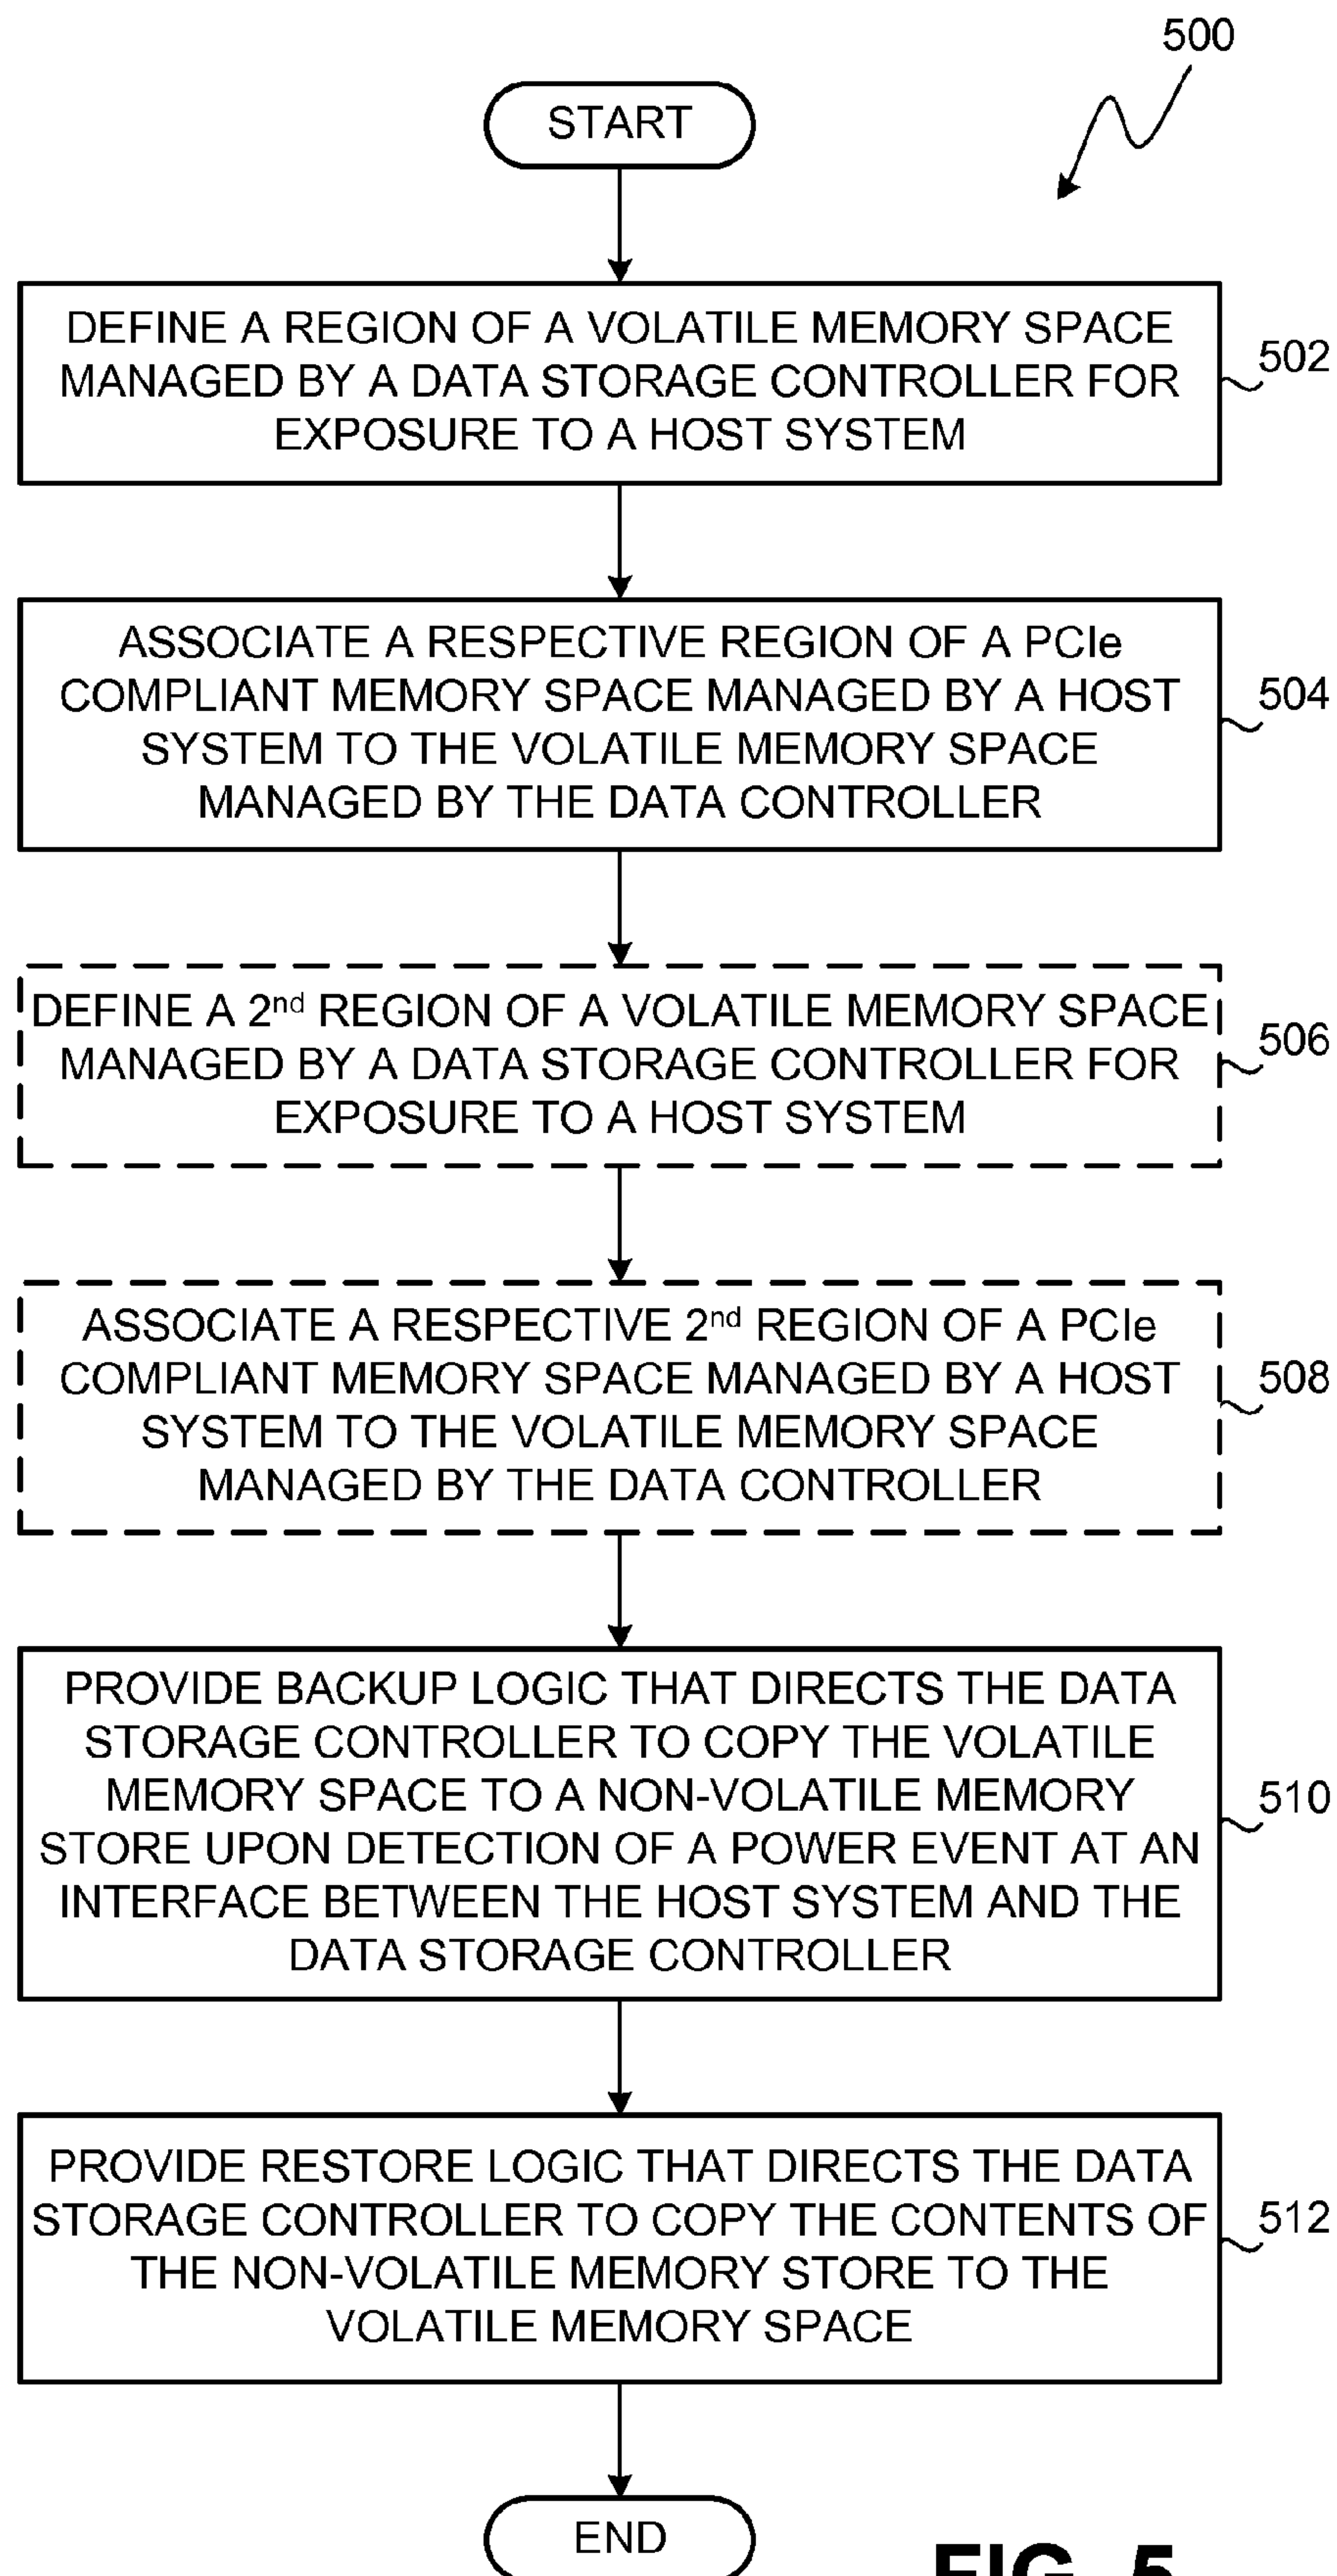 500
START
DEFINE A REGION OF A VOLATILE MEMORY SPACE
MANAGED BY A DATA STORAGE CONTROLLER FOR
EXPOSURE TO A HOST SYSTEM
502
ASSOCIATE A RESPECTIVE REGION OF A PCIe
COMPLIANT MEMORY SPACE MANAGED BY A HOST
SYSTEM TO THE VOLATILE MEMORY SPACE
MANAGED BY THE DATA CONTROLLER
504
DEFINE A 2nd REGION OF A VOLATILE MEMORY SPACE
MANAGED BY A DATA STORAGE CONTROLLER FOR
EXPOSURE TO A HOST SYSTEM
506
ASSOCIATE A RESPECTIVE 2nd REGION OF A PCIe
COMPLIANT MEMORY SPACE MANAGED BY A HOST
SYSTEM TO THE VOLATILE MEMORY SPACE
MANAGED BY THE DATA CONTROLLER
508
PROVIDE BACKUP LOGIC THAT DIRECTS THE DATA
STORAGE CONTROLLER TO COPY THE VOLATILE
MEMORY SPACE TO A NON-VOLATILE MEMORY
STORE UPON DETECTION OF A POWER EVENT AT AN
INTERFACE BETWEEN THE HOST SYSTEM AND THE
DATA STORAGE CONTROLLER
510
PROVIDE RESTORE LOGIC THAT DIRECTS THE DATA
STORAGE CONTROLLER TO COPY THE CONTENTS OF
THE NON-VOLATILE MEMORY STORE TO THE
VOLATILE MEMORY SPACE
512
END
FIG. 5